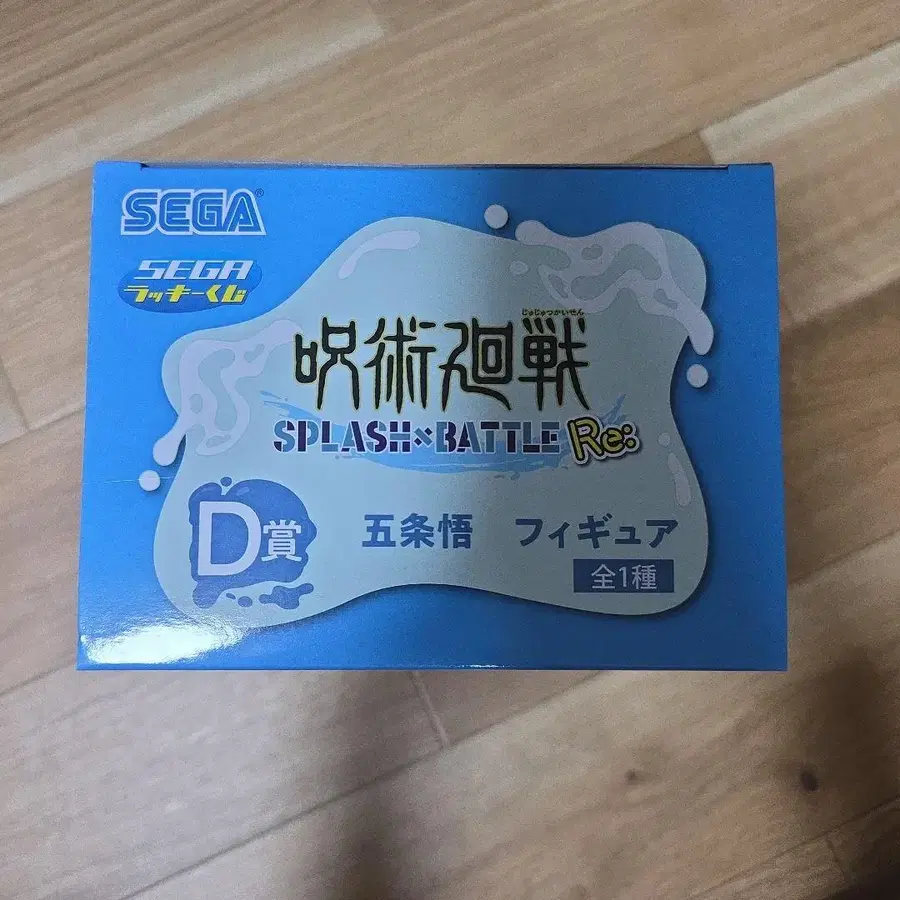 SEGA®
SEGA
ラッキーくじ
じゅじゅつかいせん
呪術廻戦
SPLASH×BATTLE Re:
D賞 五条悟 フィギュア
全1種